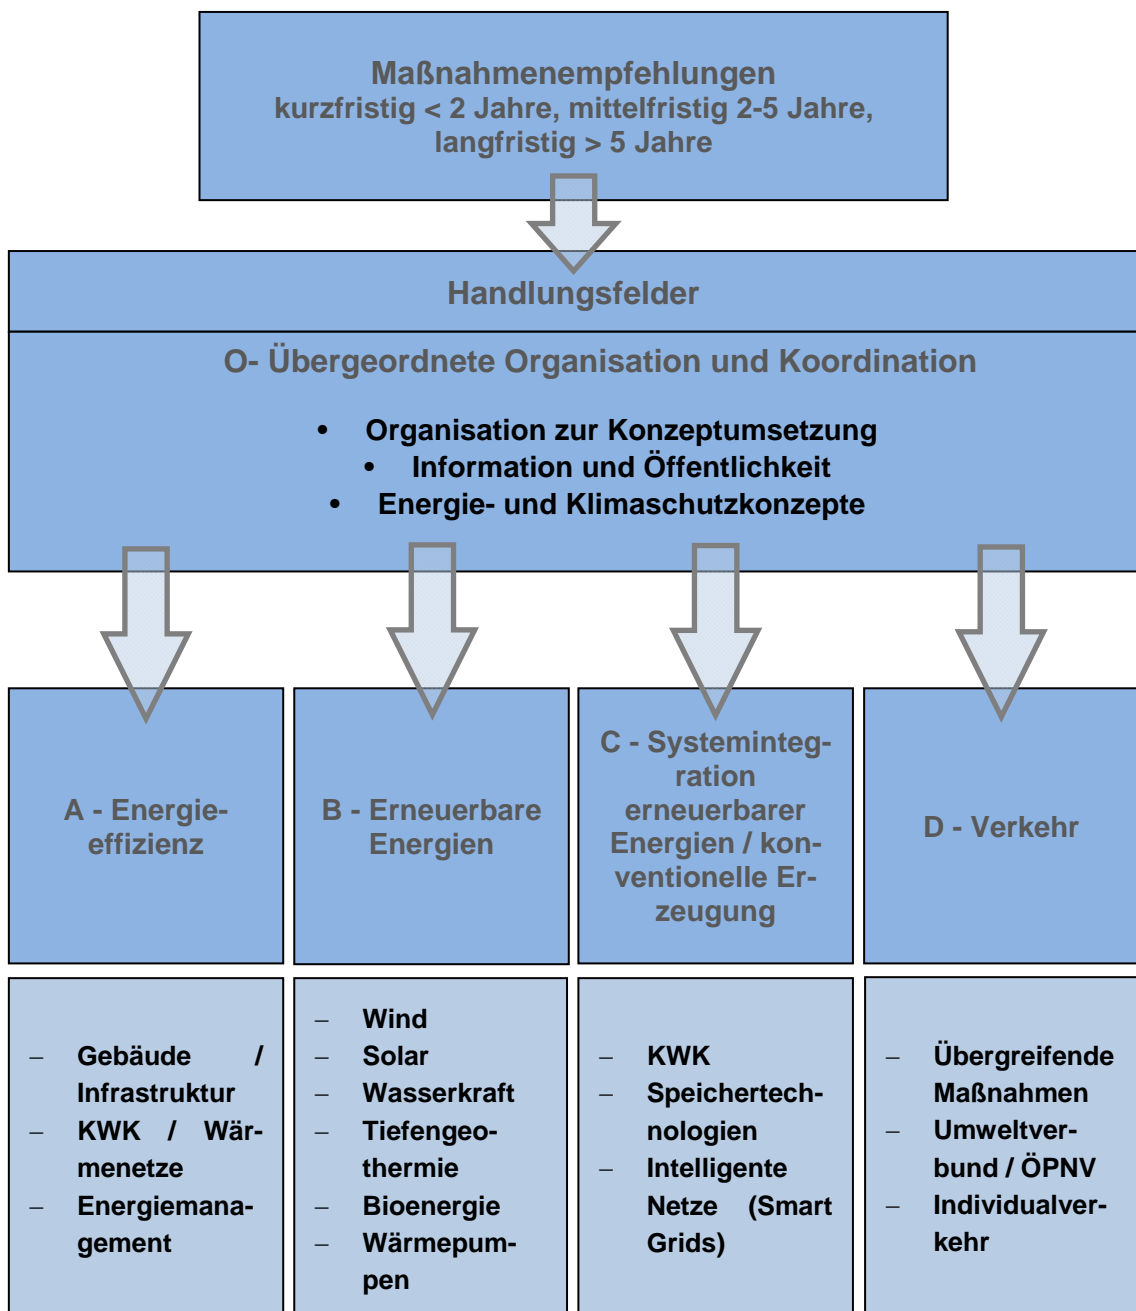 Maßnahmenempfehlungen
kurzfristig < 2 Jahre, mittelfristig 2-5 Jahre,
langfristig > 5 Jahre
Handlungsfelder
O- Übergeordnete Organisation und Koordination
• Organisation zur Konzeptumsetzung
• Information und Öffentlichkeit
• Energie- und Klimaschutzkonzepte
A - Energie-
effizienz
B - Erneuerbare
Energien
C - Systeminteg-
ration
erneuerbarer
Energien / kon-
ventionelle Er-
zeugung
D - Verkehr
– Gebäude /
Infrastruktur
– KWK / Wär-
menetze
– Energiemana-
gement
– Wind
– Solar
– Wasserkraft
– Tiefengeo-
thermie
– Bioenergie
– Wärmepum-
pen
– KWK
– Speichertech-
nologien
– Intelligente
Netze (Smart
Grids)
– Übergreifende
Maßnahmen
– Umweltver-
bund / ÖPNV
– Individualver-
kehr